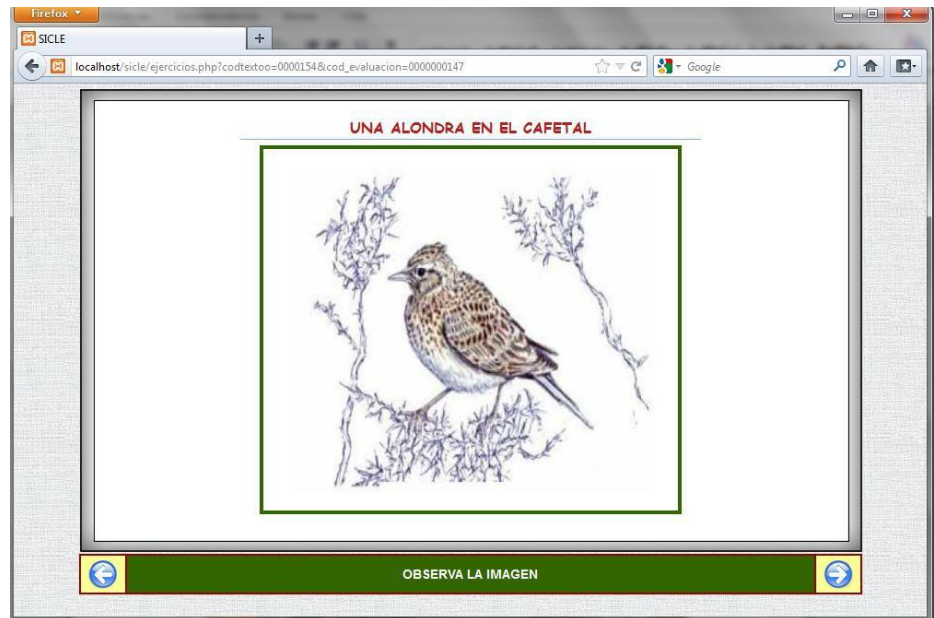 Firefox
SICLE
localhost/sicle/ejercicios.php?codtextoo=0000154&cod_evaluacion=0000000147
Google
UNA ALONDRA EN EL CAFETAL
OBSERVA LA IMAGEN